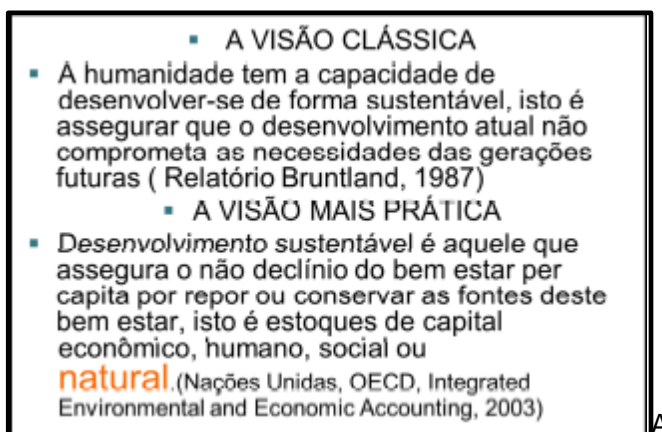 ▪ A VISÃO CLÁSSICA
▪ A humanidade tem a capacidade de
desenvolver-se de forma sustentável, isto é
assegurar que o desenvolvimento atual não
comprometa as necessidades das gerações
futuras ( Relatório Bruntland, 1987)
▪ A VISÃO MAIS PRÁTICA
▪ Desenvolvimento sustentável é aquele que
assegura o não declínio do bem estar per
capita por repor ou conservar as fontes deste
bem estar, isto é estoques de capital
econômico, humano, social ou
natural.(Nações Unidas, OECD, Integrated
Environmental and Economic Accounting, 2003)
A